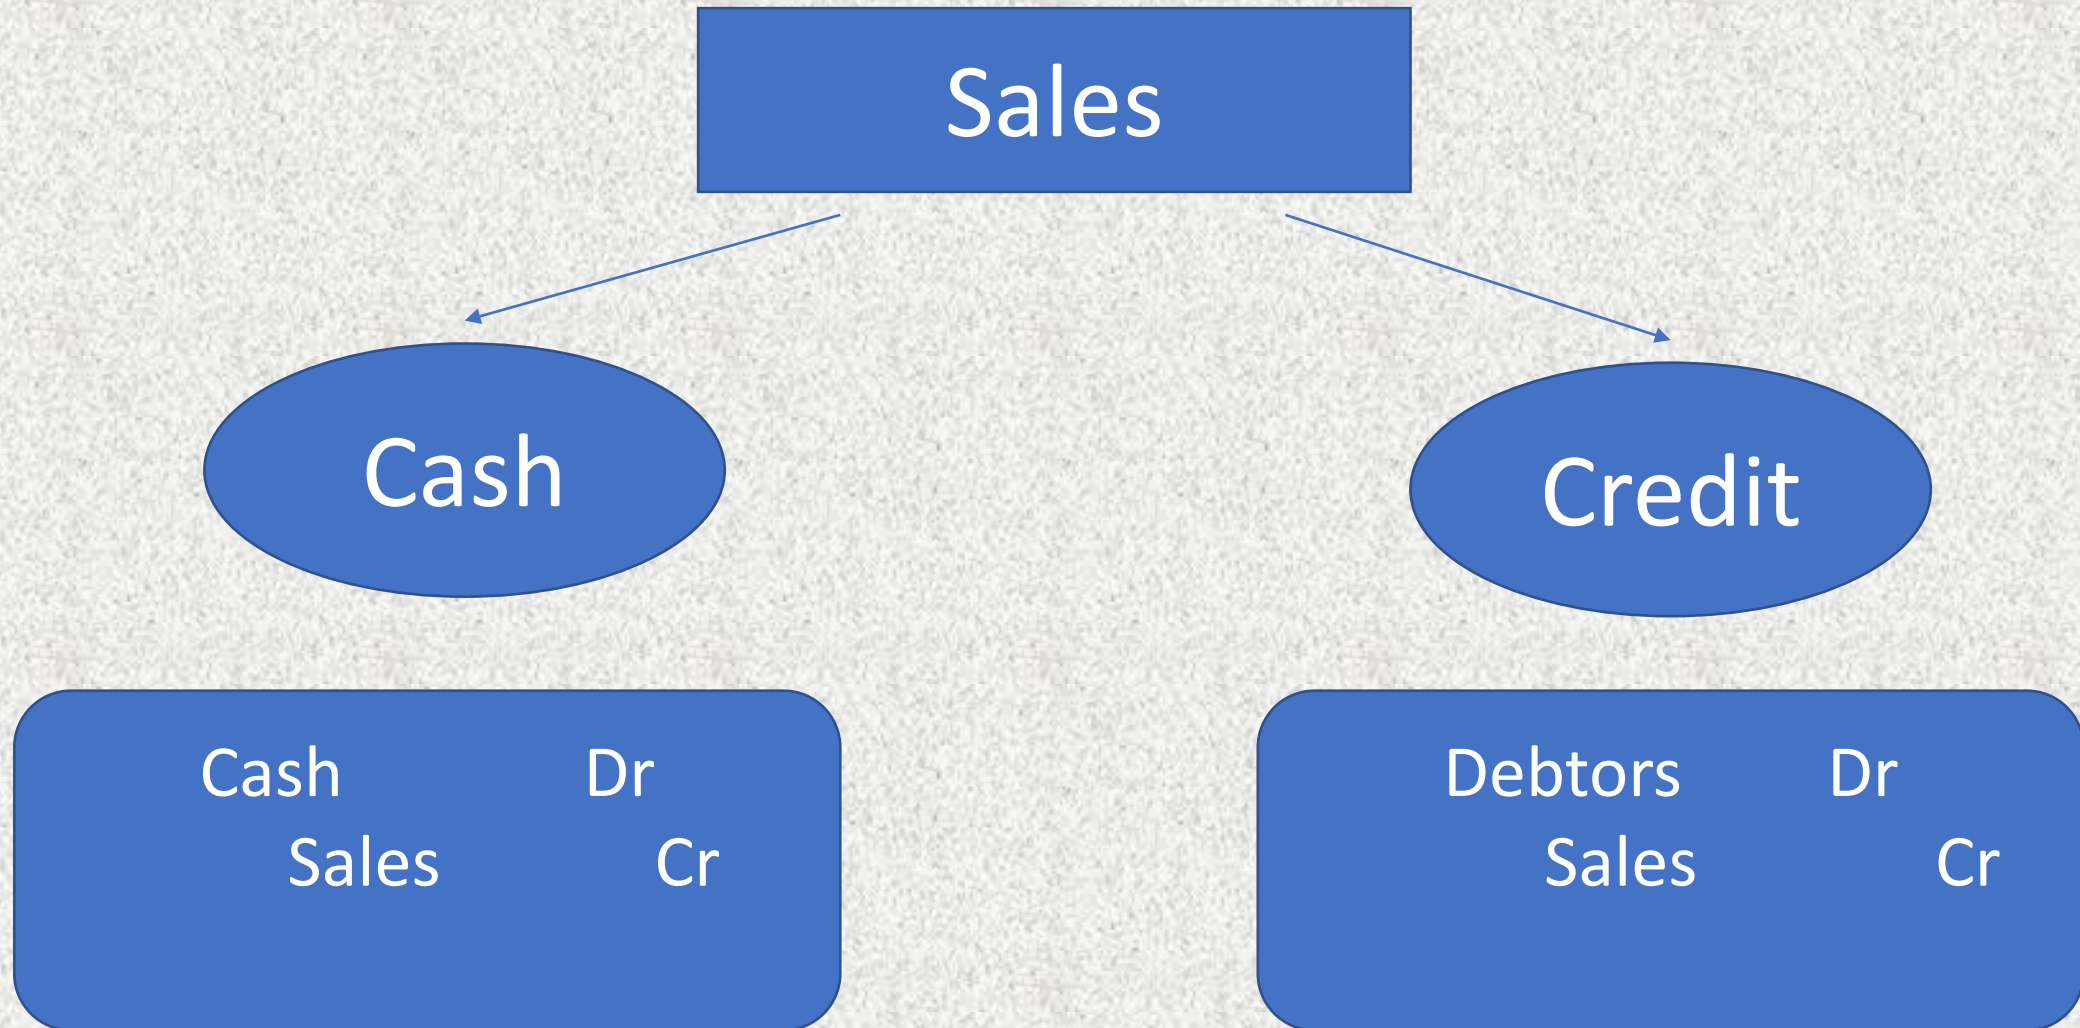 Sales
Cash
Credit
Cash Dr
Sales Cr
Debtors Dr
Sales Cr